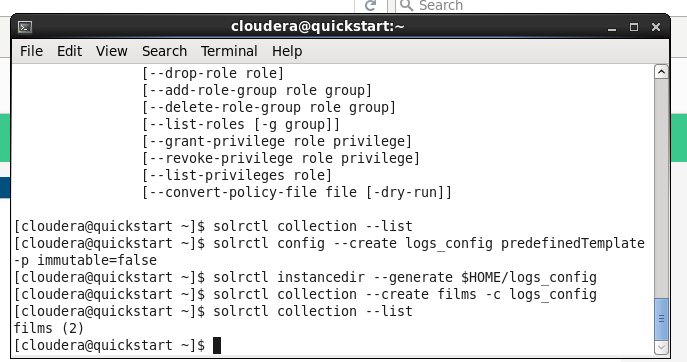 Search
cloudera@quickstart:~
File Edit View Search Terminal Help
[--drop-role role]
[--add-role-group role group]
[--delete-role-group role group]
[--list-roles [-g group]]
[--grant-privilege role privilege]
[--revoke-privilege role privilege]
[--list-privileges role]
[--convert-policy-file file [-dry-run]]
[cloudera@quickstart ~]$ solrctl collection --list
[cloudera@quickstart ~]$ solrctl config --create logs_config predefinedTemplate
-p immutable=false
[cloudera@quickstart ~]$ solrctl instancedir --generate $HOME/logs_config
[cloudera@quickstart ~]$ solrctl collection --create films -c logs_config
[cloudera@quickstart ~]$ solrctl collection --list
films (2)
[cloudera@quickstart ~]$